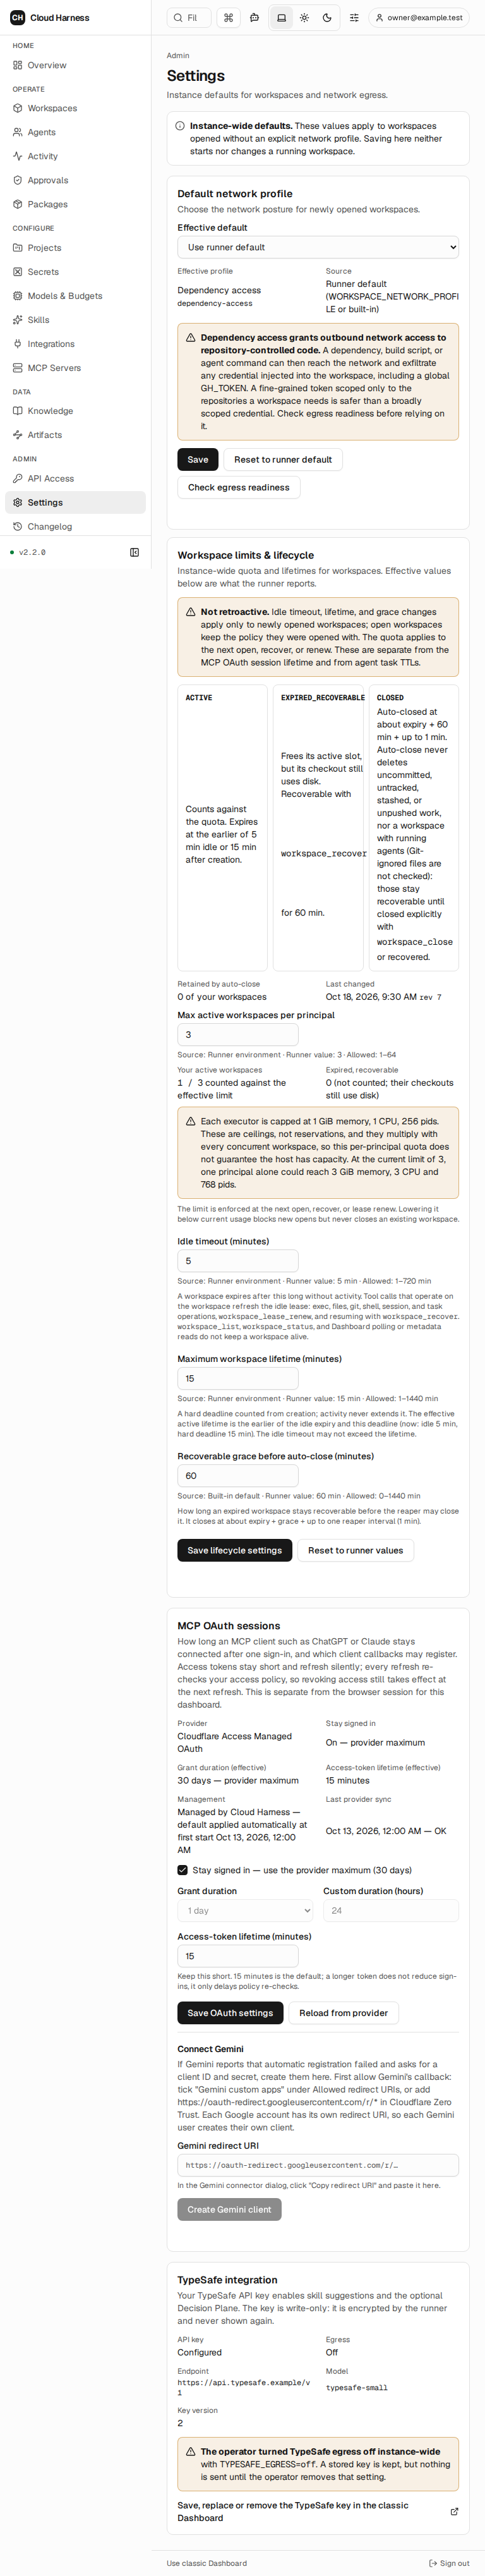 CH Cloud Harness
HOME
Overview
OPERATE
Workspaces
Agents
Activity
Approvals
Packages
CONFIGURE
Projects
Secrets
Models & Budgets
Skills
Integrations
MCP Servers
DATA
Knowledge
Artifacts
ADMIN
API Access
Settings
Changelog
v2.2.0
Fil
owner@example.test
Admin
Settings
Instance defaults for workspaces and network egress.
Instance-wide defaults. These values apply to workspaces
opened without an explicit network profile. Saving here neither
starts nor changes a running workspace.
Default network profile
Choose the network posture for newly opened workspaces.
Effective default
Use runner default
Effective profile
Dependency access
dependency-access
Source
Runner default
(WORKSPACE_NETWORK_PROFI
LE or built-in)
Dependency access grants outbound network access to
repository-controlled code. A dependency, build script, or
agent command can then reach the network and exfiltrate
any credential injected into the workspace, including a global
GH_TOKEN. A fine-grained token scoped only to the
repositories a workspace needs is safer than a broadly
scoped credential. Check egress readiness before relying on
it.
Save
Reset to runner default
Check egress readiness
Workspace limits & lifecycle
Instance-wide quota and lifetimes for workspaces. Effective values
below are what the runner reports.
Not retroactive. Idle timeout, lifetime, and grace changes
apply only to newly opened workspaces; open workspaces
keep the policy they were opened with. The quota applies to
the next open, recover, or renew. These are separate from the
MCP OAuth session lifetime and from agent task TTLs.
ACTIVE
Counts against
the quota. Expires
at the earlier of 5
min idle or 15 min
after creation.
EXPIRED_RECOVERABLE
Frees its active slot,
but its checkout still
uses disk.
Recoverable with
workspace_recover
for 60 min.
CLOSED
Auto-closed at
about expiry + 60
min + up to 1 min.
Auto-close never
deletes
uncommitted,
untracked,
stashed, or
unpushed work,
nor a workspace
with running
agents (Git-
ignored files are
not checked):
those stay
recoverable until
closed explicitly
with
workspace_close
or recovered.
Retained by auto-close
0 of your workspaces
Last changed
Oct 18, 2026, 9:30 AM rev 7
Max active workspaces per principal
3
Source: Runner environment · Runner value: 3 · Allowed: 1–64
Your active workspaces
1 / 3 counted against the
effective limit
Expired, recoverable
0 (not counted; their checkouts
still use disk)
Each executor is capped at 1 GiB memory, 1 CPU, 256 pids.
These are ceilings, not reservations, and they multiply with
every concurrent workspace, so this per-principal quota does
not guarantee the host has capacity. At the current limit of 3,
one principal alone could reach 3 GiB memory, 3 CPU and
768 pids.
The limit is enforced at the next open, recover, or lease renew. Lowering it
below current usage blocks new opens but never closes an existing workspace.
Idle timeout (minutes)
5
Source: Runner environment · Runner value: 5 min · Allowed: 1–720 min
A workspace expires after this long without activity. Tool calls that operate on
the workspace refresh the idle lease: exec, files, git, shell, session, and task
operations, workspace_lease_renew, and resuming with workspace_recover.
workspace_list, workspace_status, and Dashboard polling or metadata
reads do not keep a workspace alive.
Maximum workspace lifetime (minutes)
15
Source: Runner environment · Runner value: 15 min · Allowed: 1–1440 min
A hard deadline counted from creation; activity never extends it. The effective
active lifetime is the earlier of the idle expiry and this deadline (now: idle 5 min,
hard deadline 15 min). The idle timeout may not exceed the lifetime.
Recoverable grace before auto-close (minutes)
60
Source: Built-in default · Runner value: 60 min · Allowed: 0–1440 min
How long an expired workspace stays recoverable before the reaper may close
it. It closes at about expiry + grace + up to one reaper interval (1 min).
Save lifecycle settings
Reset to runner values
MCP OAuth sessions
How long an MCP client such as ChatGPT or Claude stays
connected after one sign-in, and which client callbacks may register.
Access tokens stay short and refresh silently; every refresh re-
checks your access policy, so revoking access still takes effect at
the next refresh. This is separate from the browser session for this
dashboard.
Provider
Cloudflare Access Managed
OAuth
Stay signed in
On — provider maximum
Grant duration (effective)
30 days — provider maximum
Access-token lifetime (effective)
15 minutes
Management
Managed by Cloud Harness —
default applied automatically at
first start Oct 13, 2026, 12:00
AM
Last provider sync
Oct 13, 2026, 12:00 AM — OK
Stay signed in — use the provider maximum (30 days)
Grant duration
1 day
Custom duration (hours)
24
Access-token lifetime (minutes)
15
Keep this short. 15 minutes is the default; a longer token does not reduce sign-
ins, it only delays policy re-checks.
Save OAuth settings
Reload from provider
Connect Gemini
If Gemini reports that automatic registration failed and asks for a
client ID and secret, create them here. First allow Gemini's callback:
tick "Gemini custom apps" under Allowed redirect URIs, or add
https://oauth-redirect.googleusercontent.com/r/* in Cloudflare Zero
Trust. Each Google account has its own redirect URI, so each Gemini
user creates their own client.
Gemini redirect URI
https://oauth-redirect.googleusercontent.com/r/…
In the Gemini connector dialog, click "Copy redirect URI" and paste it here.
Create Gemini client
TypeSafe integration
Your TypeSafe API key enables skill suggestions and the optional
Decision Plane. The key is write-only: it is encrypted by the runner
and never shown again.
API key
Configured
Egress
Off
Endpoint
https://api.typesafe.example/v
1
Model
typesafe-small
Key version
2
The operator turned TypeSafe egress off instance-wide
with TYPESAFE_EGRESS=off. A stored key is kept, but nothing
is sent until the operator removes that setting.
Save, replace or remove the TypeSafe key in the classic
Dashboard
Use classic Dashboard
Sign out